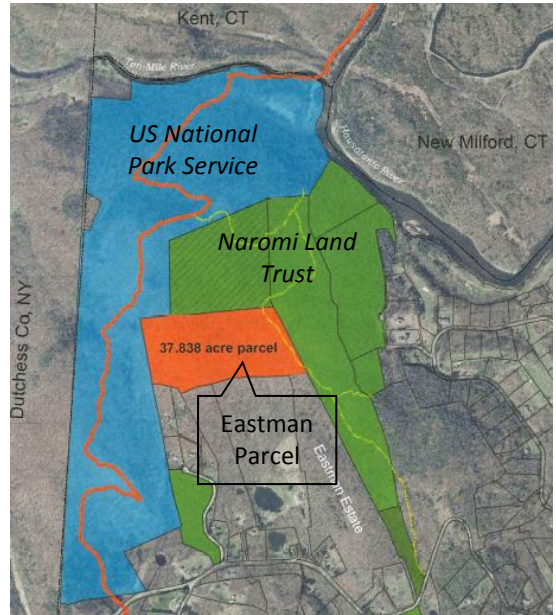 Kent, CT
Ten Mile River
US National
Park Service
Housatonic River
New Milford, CT
Naromi Land
Trust
Dutchess Co, NY
37.838 acre parcel
Eastman
Parcel
Eastman Estate